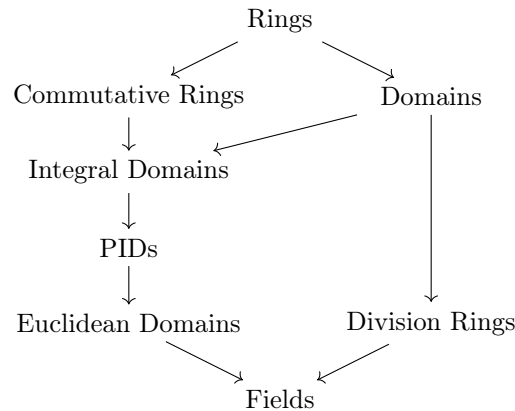 Rings
Commutative Rings
Domains
Integral Domains
PIDs
Euclidean Domains
Division Rings
Fields